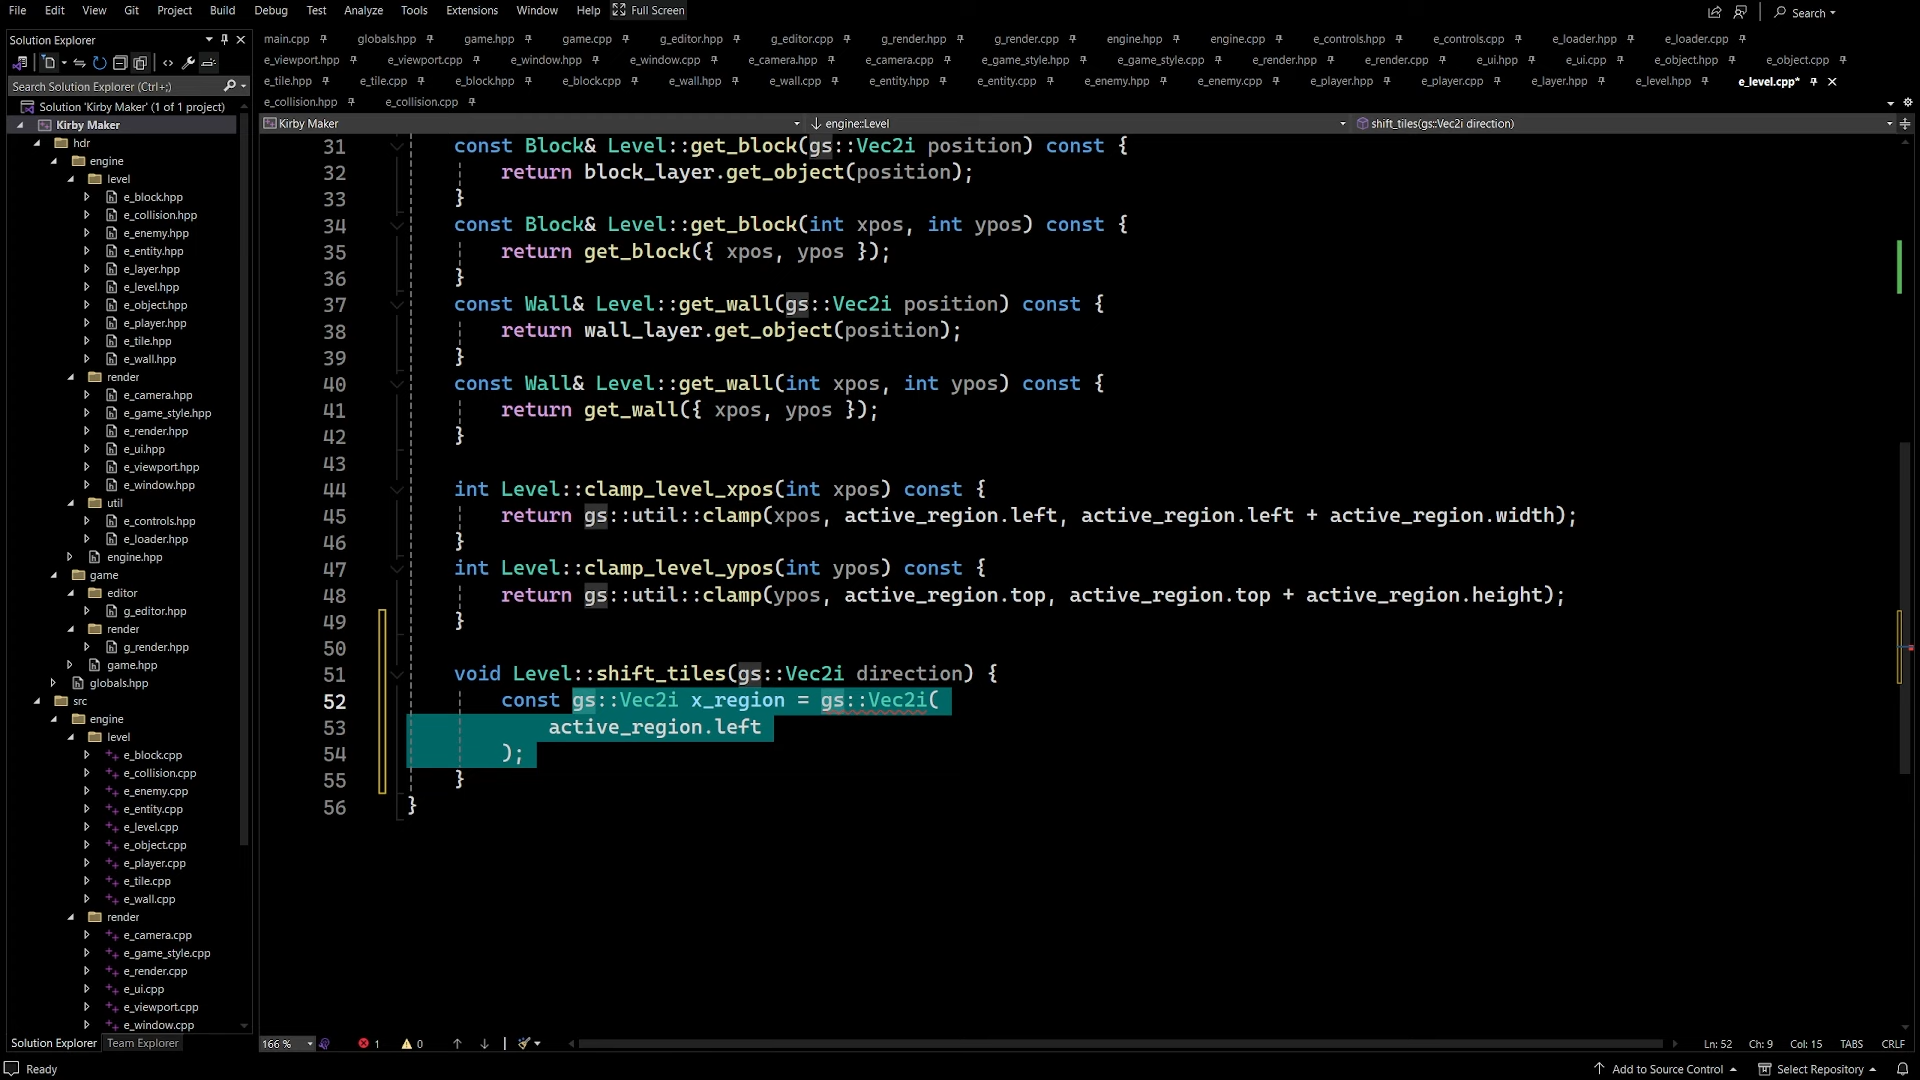 File Edit View Git Project Build Debug Test Analyze Tools Extensions Window Help Full Screen Search
Solution Explorer
Search Solution Explorer (Ctrl+;)
Solution 'Kirby Maker' (1 of 1 project)
Kirby Maker
hdr
engine
level
e_block.hpp
e_collision.hpp
e_enemy.hpp
e_entity.hpp
e_layer.hpp
e_level.hpp
e_object.hpp
e_player.hpp
e_tile.hpp
e_wall.hpp
render
e_camera.hpp
e_game_style.hpp
e_render.hpp
e_ui.hpp
e_viewport.hpp
e_window.hpp
util
e_controls.hpp
e_loader.hpp
engine.hpp
game
editor
g_editor.hpp
render
g_render.hpp
game.hpp
globals.hpp
src
engine
level
e_block.cpp
e_collision.cpp
e_enemy.cpp
e_entity.cpp
e_level.cpp
e_object.cpp
e_player.cpp
e_tile.cpp
e_wall.cpp
render
e_camera.cpp
e_game_style.cpp
e_render.cpp
e_ui.cpp
e_viewport.cpp
e_window.cpp
Solution Explorer Team Explorer
main.cpp globals.hpp game.hpp game.cpp g_editor.hpp g_editor.cpp g_render.hpp g_render.cpp engine.hpp engine.cpp e_controls.hpp e_controls.cpp e_loader.hpp e_loader.cpp
e_viewport.hpp e_viewport.cpp e_window.hpp e_window.cpp e_camera.hpp e_camera.cpp e_game_style.hpp e_game_style.cpp e_render.hpp e_render.cpp e_ui.hpp e_ui.cpp e_object.hpp e_object.cpp
e_tile.hpp e_tile.cpp e_block.hpp e_block.cpp e_wall.hpp e_wall.cpp e_entity.hpp e_entity.cpp e_enemy.hpp e_enemy.cpp e_player.hpp e_player.cpp e_layer.hpp e_level.hpp e_level.cpp*
e_collision.hpp e_collision.cpp
Kirby Maker engine::Level shift_tiles(gs::Vec2i direction)
31 const Block& Level::get_block(gs::Vec2i position) const {
32 return block_layer.get_object(position);
33 }
34 const Block& Level::get_block(int xpos, int ypos) const {
35 return get_block({ xpos, ypos });
36 }
37 const Wall& Level::get_wall(gs::Vec2i position) const {
38 return wall_layer.get_object(position);
39 }
40 const Wall& Level::get_wall(int xpos, int ypos) const {
41 return get_wall({ xpos, ypos });
42 }
43
44 int Level::clamp_level_xpos(int xpos) const {
45 return gs::util::clamp(xpos, active_region.left, active_region.left + active_region.width);
46 }
47 int Level::clamp_level_ypos(int ypos) const {
48 return gs::util::clamp(ypos, active_region.top, active_region.top + active_region.height);
49 }
50
51 void Level::shift_tiles(gs::Vec2i direction) {
52 const gs::Vec2i x_region = gs::Vec2i(
53 active_region.left
54 );
55 }
56 }
166 % 1 0 Ln: 52 Ch: 9 Col: 15 TABS CRLF
Ready Add to Source Control Select Repository